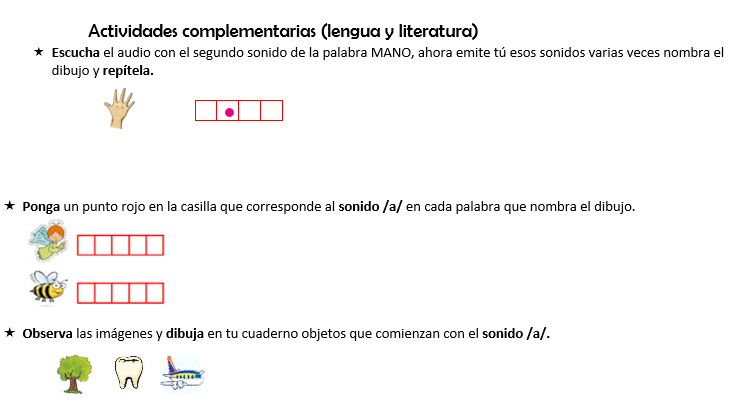 Actividades complementarias (lengua y literatura)
★ Escucha el audio con el segundo sonido de la palabra MANO, ahora emite tú esos sonidos varias veces nombra el
dibujo y repítela.
★ Ponga un punto rojo en la casilla que corresponde al sonido /a/ en cada palabra que nombra el dibujo.
★ Observa las imágenes y dibuja en tu cuaderno objetos que comienzan con el sonido /a/.